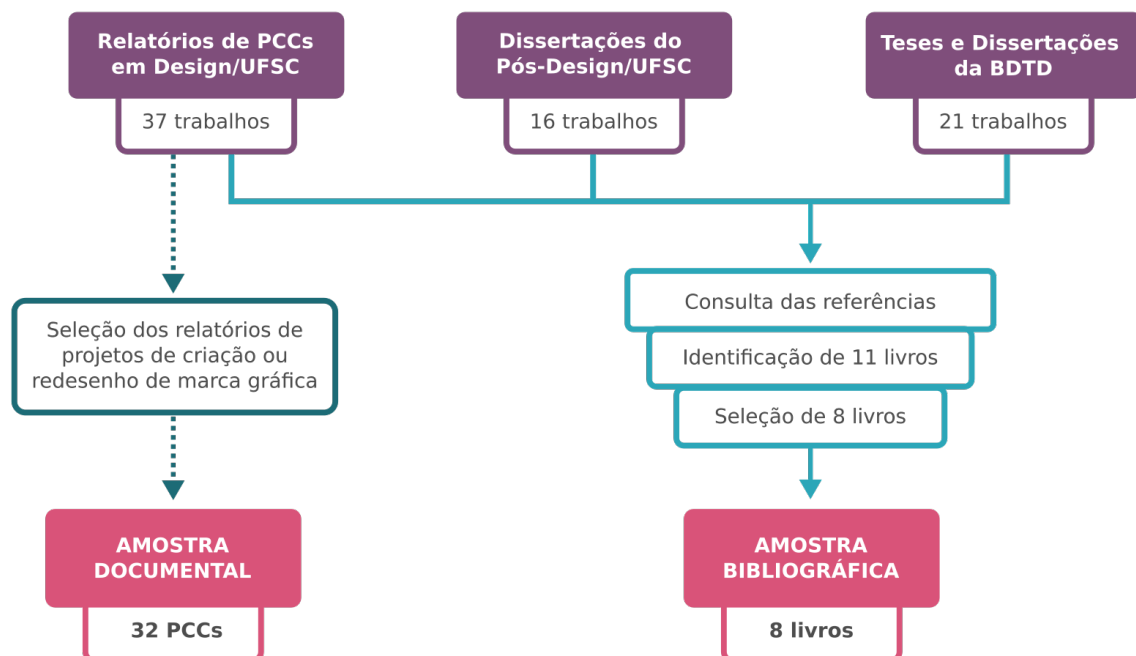 Relatórios de PCCs
em Design/UFSC
37 trabalhos
Dissertações do
Pós-Design/UFSC
16 trabalhos
Teses e Dissertações
da BDTD
21 trabalhos
Seleção dos relatórios de
projetos de criação ou
redesenho de marca gráfica
Consulta das referências
Identificação de 11 livros
Seleção de 8 livros
AMOSTRA
DOCUMENTAL
32 PCCs
AMOSTRA
BIBLIOGRÁFICA
8 livros